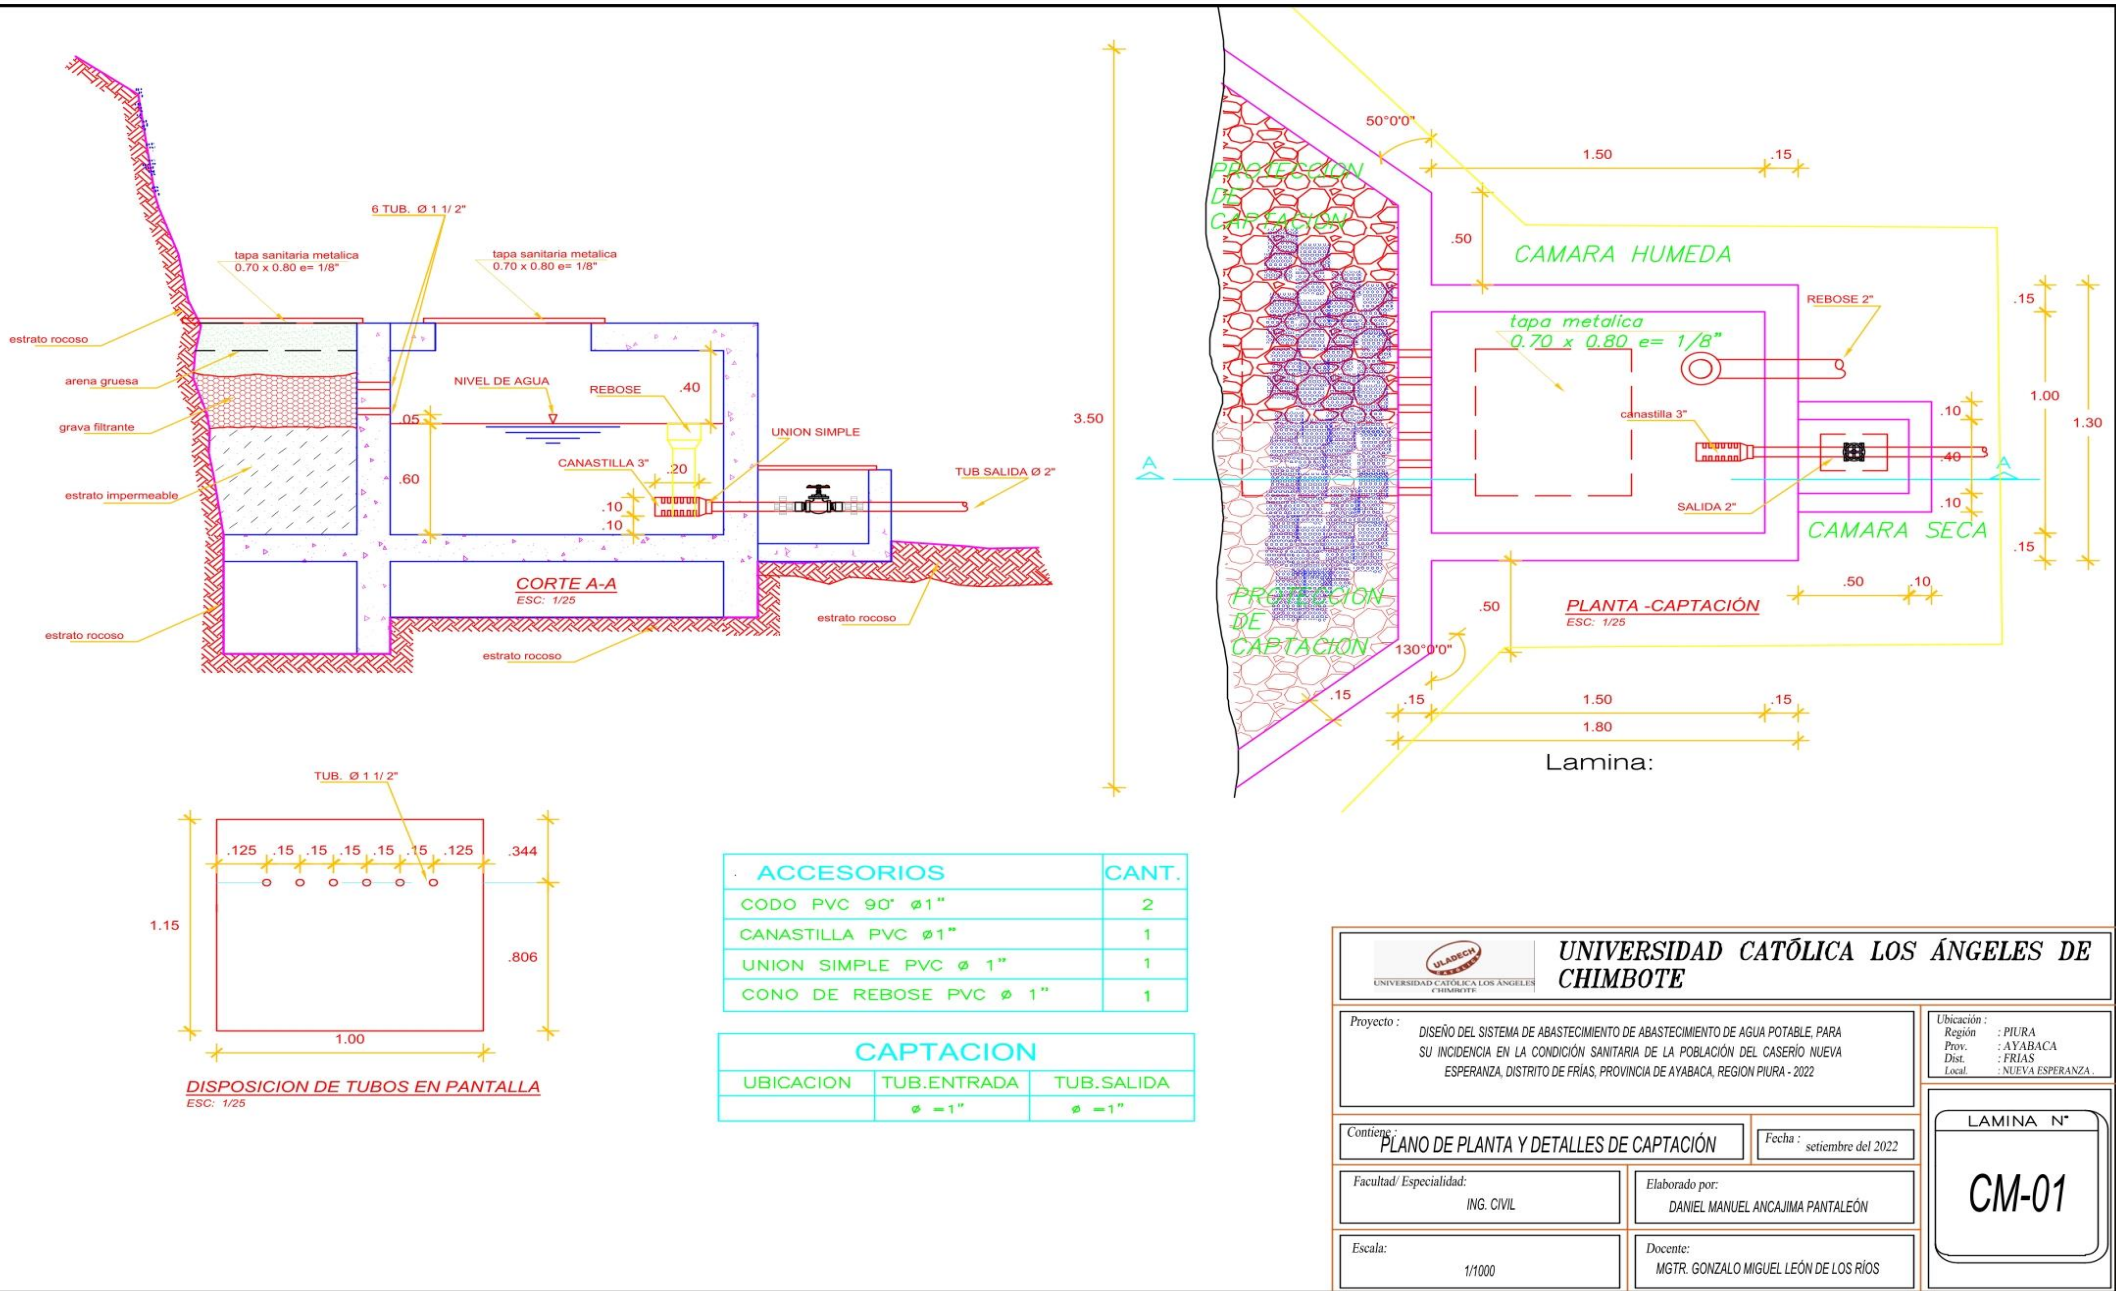 6 TUB. Ø 1 1/ 2"
tapa sanitaria metalica
0.70 x 0.80 e= 1/8"
tapa sanitaria metalica
0.70 x 0.80 e= 1/8"
estrato rocoso
arena gruesa
grava filtrante
estrato impermeable
estrato rocoso
NIVEL DE AGUA
REBOSE
.40
.05
.60
CANASTILLA 3"
.20
.10
.10
UNION SIMPLE
TUB SALIDA Ø 2"
CORTE A-A
ESC: 1/25
estrato rocoso
estrato rocoso
3.50
50°0'0"
1.50
.15
PROTECCION
DE
CAPTACION
.50
CAMARA HUMEDA
REBOSE 2"
.15
tapa metalica
0.70 x 0.80 e= 1/8"
1.00
1.30
canastilla 3"
.10
.40
.10
A
A
SALIDA 2"
CAMARA SECA
.15
.50
.10
PROTECCION
DE
CAPTACION
.50
PLANTA -CAPTACIÓN
ESC: 1/25
130°0'0"
.15
.15
1.50
.15
1.80
Lamina:
TUB. Ø 1 1/ 2"
.125
.15
.15
.15
.15
.15
.125
.344
1.15
.806
1.00
DISPOSICION DE TUBOS EN PANTALLA
ESC: 1/25
ACCESORIOS CANT.
CODO PVC 90° ø1" 2
CANASTILLA PVC ø1" 1
UNION SIMPLE PVC ø 1" 1
CONO DE REBOSE PVC ø 1" 1
CAPTACION
UBICACION TUB.ENTRADA TUB.SALIDA
ø =1" ø =1"
ULADECH
CATOLICA
UNIVERSIDAD CATÓLICA LOS ÁNGELES
CHIMBOTE
UNIVERSIDAD CATÓLICA LOS ÁNGELES DE
CHIMBOTE
Proyecto :
DISEÑO DEL SISTEMA DE ABASTECIMIENTO DE ABASTECIMIENTO DE AGUA POTABLE, PARA
SU INCIDENCIA EN LA CONDICIÓN SANITARIA DE LA POBLACIÓN DEL CASERÍO NUEVA
ESPERANZA, DISTRITO DE FRÍAS, PROVINCIA DE AYABACA, REGION PIURA - 2022
Ubicación :
Región : PIURA
Prov. : AYABACA
Dist. : FRIAS
Local. : NUEVA ESPERANZA .
Contiene :
PLANO DE PLANTA Y DETALLES DE CAPTACIÓN
Fecha : setiembre del 2022
LAMINA N°
CM-01
Facultad/ Especialidad:
ING. CIVIL
Elaborado por:
DANIEL MANUEL ANCAJIMA PANTALEÓN
Escala:
1/1000
Docente:
MGTR. GONZALO MIGUEL LEÓN DE LOS RÍOS